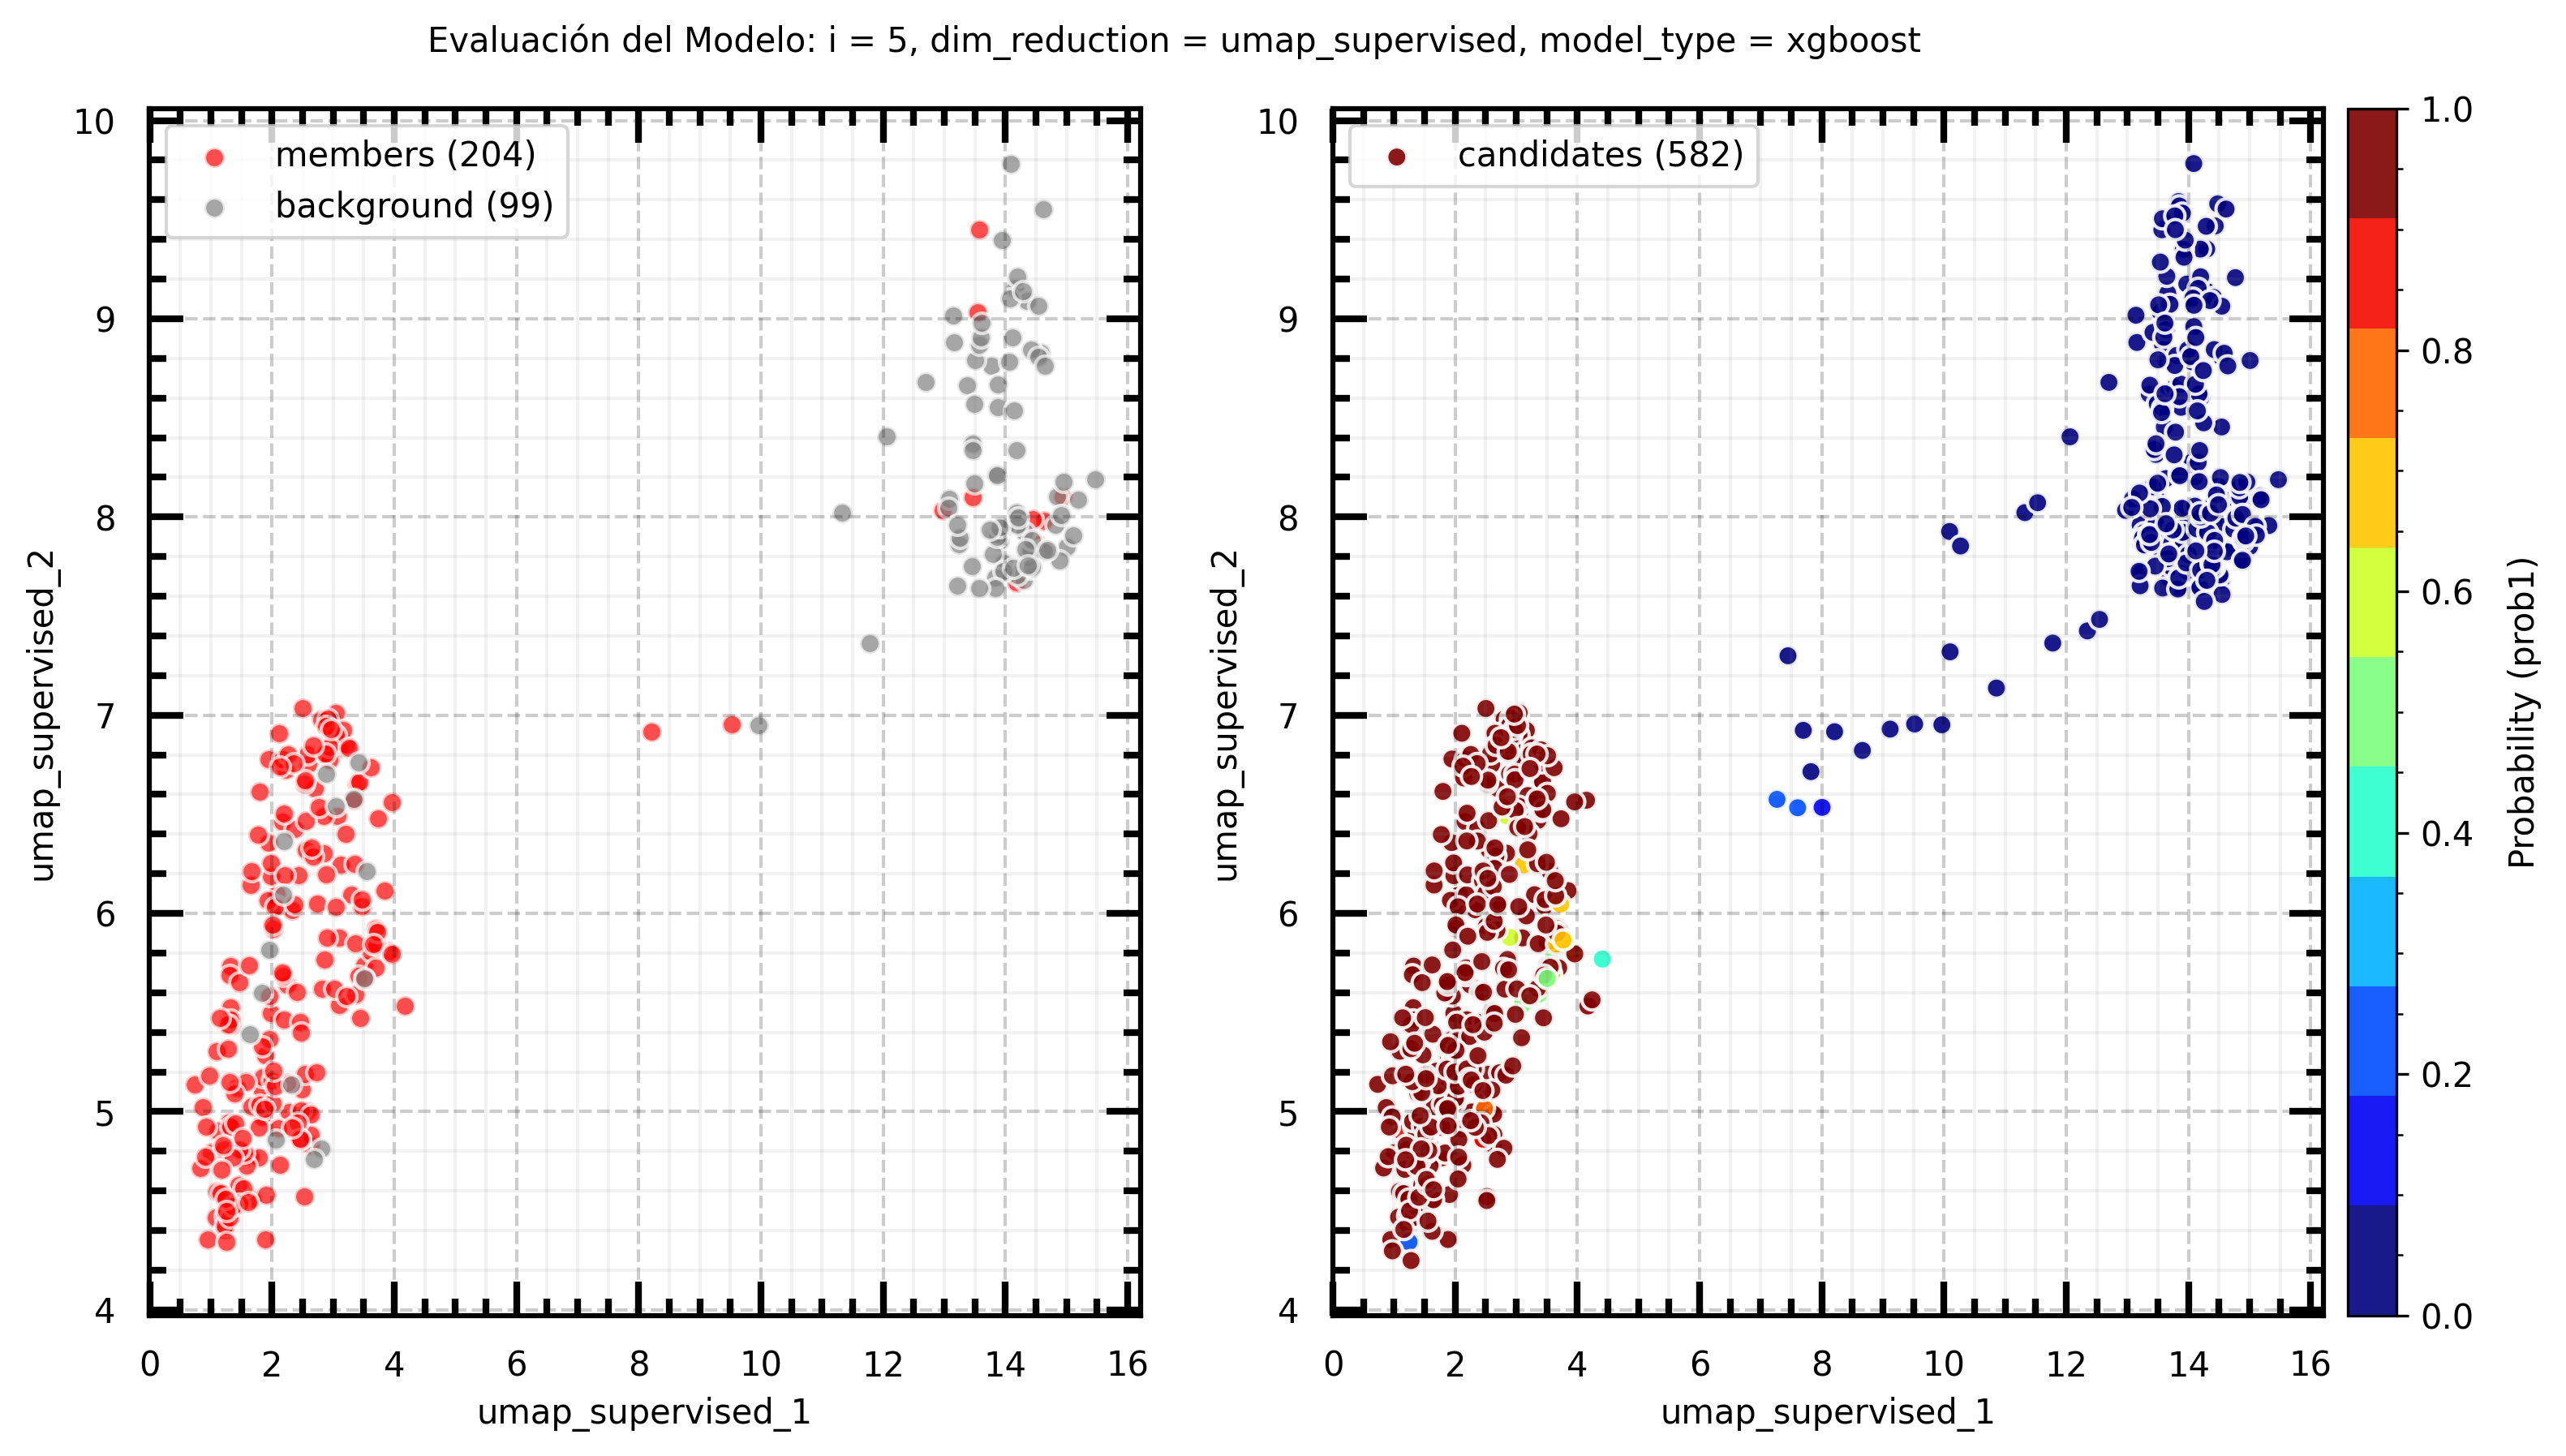 Evaluación del Modelo: i = 5, dim_reduction = umap_supervised, model_type = xgboost
members (204)
background (99)
10
9
8
7
6
5
4
0 2 4 6 8 10 12 14 16
umap_supervised_1
umap_supervised_2
candidates (582)
10
9
8
7
6
5
4
0 2 4 6 8 10 12 14 16
umap_supervised_1
umap_supervised_2
1.0
0.8
0.6
0.4
0.2
0.0
Probability (prob1)